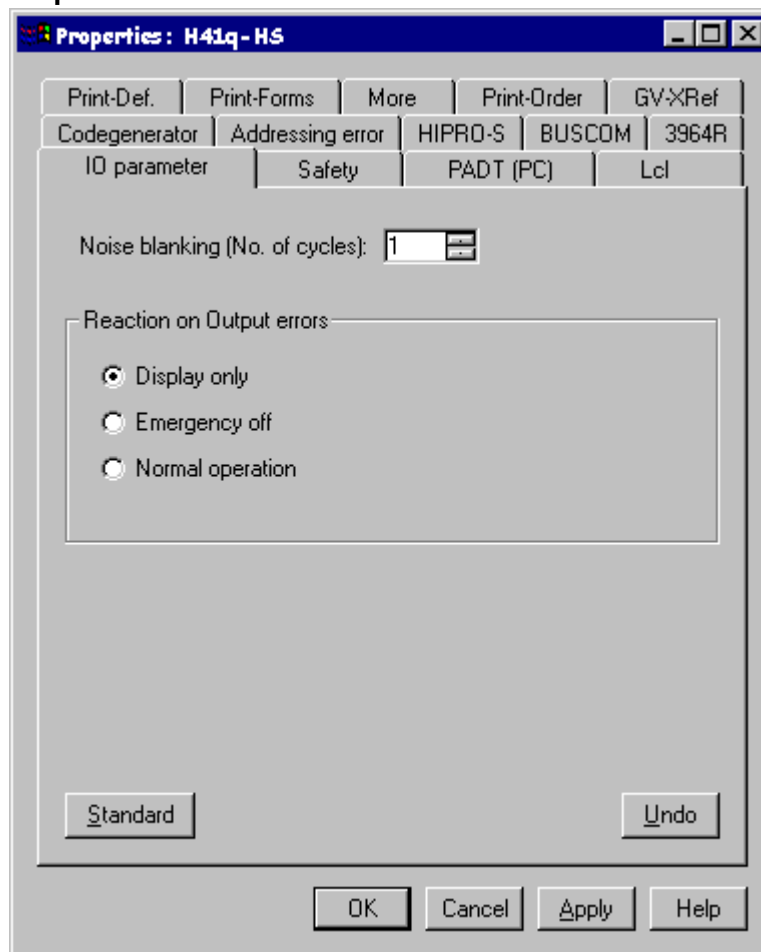 Properties: H41q-HS
Print-Def. Print-Forms More Print-Order GV-XRef
Codegenerator Addressing error HIPRO-S BUSCOM 3964R
IO parameter Safety PADT (PC) Lcl
Noise blanking (No. of cycles): 1
Reaction on Output errors
Display only
Emergency off
Normal operation
Standard Undo
OK Cancel Apply Help